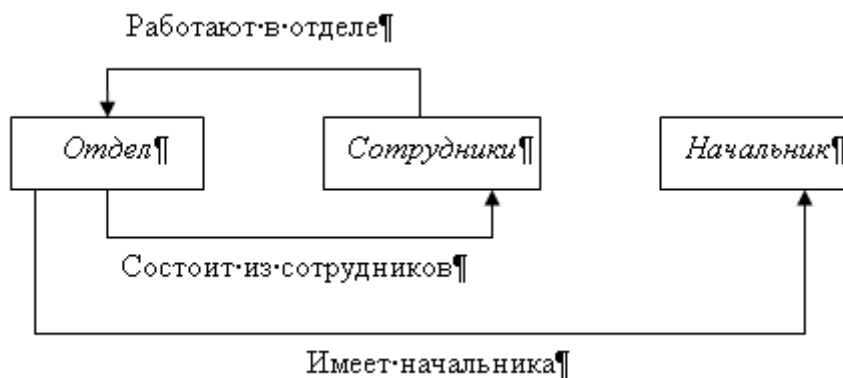 Работают·в·отделе¶
Отдел¶ Сотрудники¶ Начальник¶
Состоит·из·сотрудников¶
Имеет·начальника¶